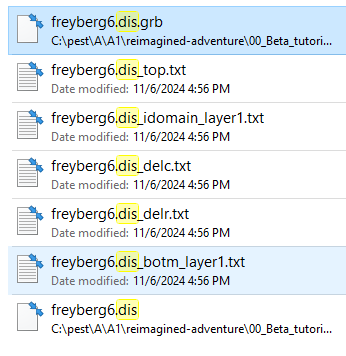 freyberg6.dis.grb
C:\pest\A\A1\reimagined-adventure\00_Beta_tutori...
freyberg6.dis_top.txt
Date modified: 11/6/2024 4:56 PM
freyberg6.dis_idomain_layer1.txt
Date modified: 11/6/2024 4:56 PM
freyberg6.dis_delc.txt
Date modified: 11/6/2024 4:56 PM
freyberg6.dis_delr.txt
Date modified: 11/6/2024 4:56 PM
freyberg6.dis_botm_layer1.txt
Date modified: 11/6/2024 4:56 PM
freyberg6.dis
C:\pest\A\A1\reimagined-adventure\00_Beta_tutori...